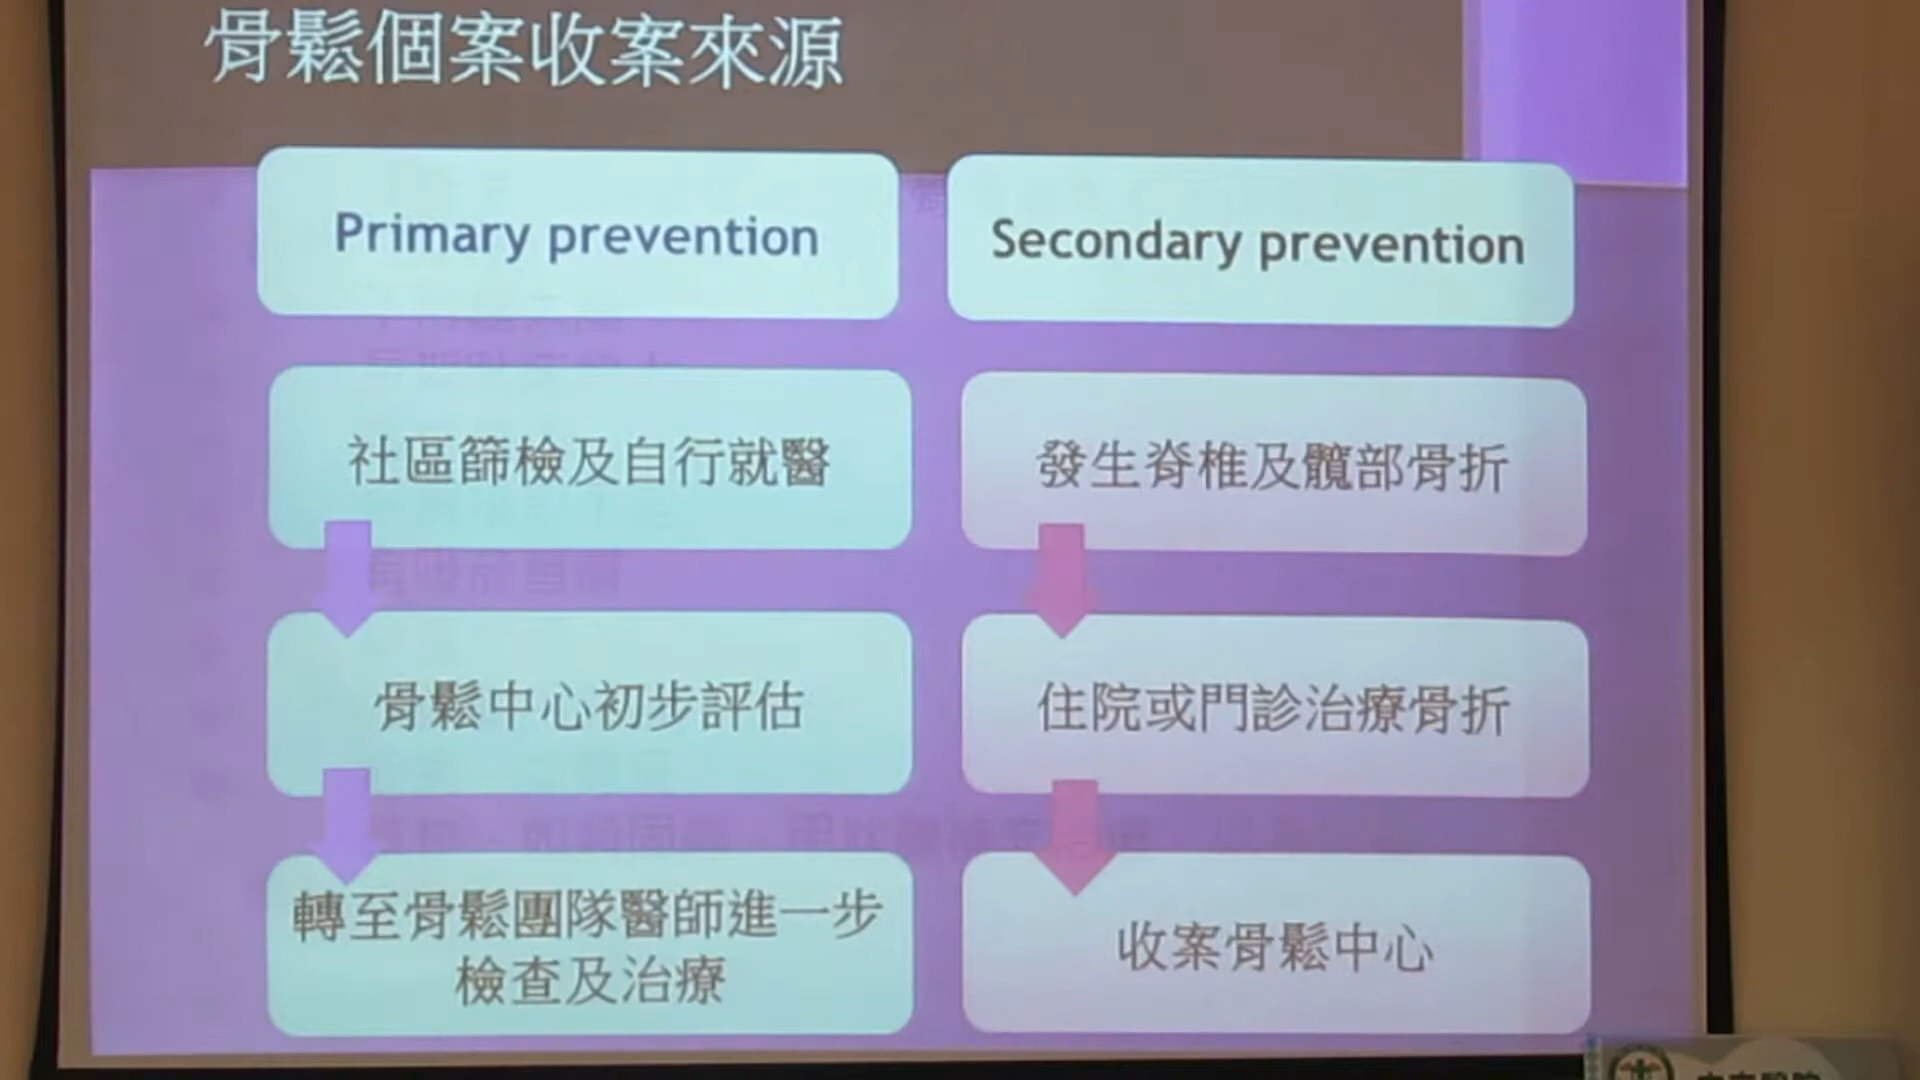 骨鬆個案收案來源
Primary prevention
社區篩檢及自行就醫
骨鬆中心初步評估
轉至骨鬆團隊醫師進一步
檢查及治療
Secondary prevention
發生脊椎及髖部骨折
住院或門診治療骨折
收案骨鬆中心